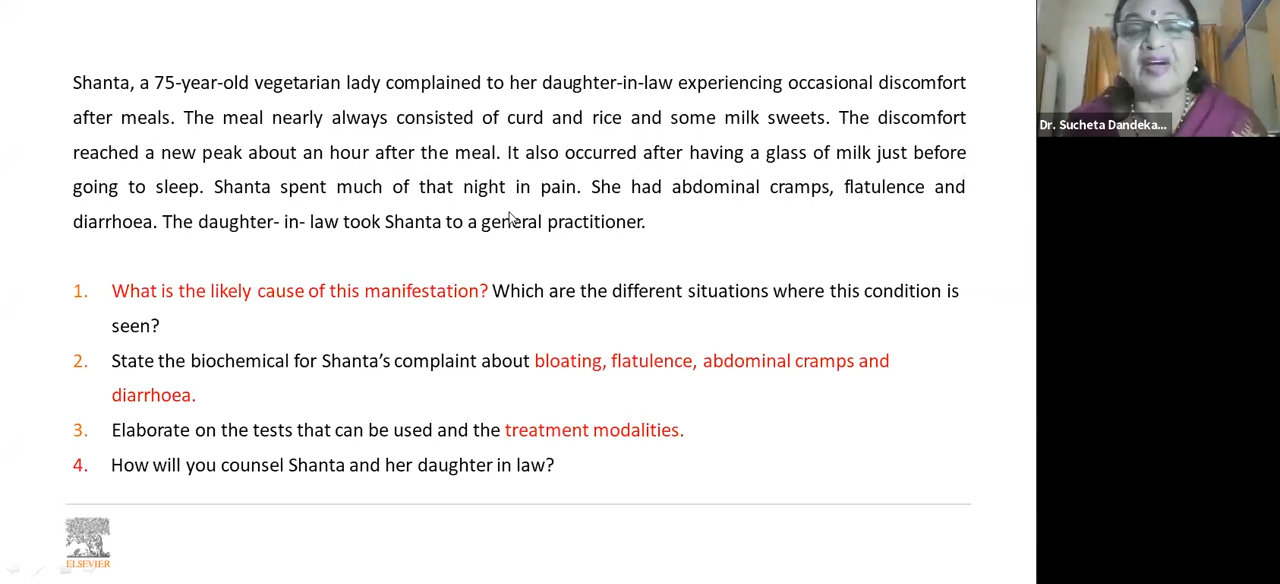 Shanta, a 75-year-old vegetarian lady complained to her daughter-in-law experiencing occasional discomfort
after meals. The meal nearly always consisted of curd and rice and some milk sweets. The discomfort
reached a new peak about an hour after the meal. It also occurred after having a glass of milk just before
going to sleep. Shanta spent much of that night in pain. She had abdominal cramps, flatulence and
diarrhoea. The daughter- in- law took Shanta to a general practitioner.
1. What is the likely cause of this manifestation? Which are the different situations where this condition is
seen?
2. State the biochemical for Shanta’s complaint about bloating, flatulence, abdominal cramps and
diarrhoea.
3. Elaborate on the tests that can be used and the treatment modalities.
4. How will you counsel Shanta and her daughter in law?
ELSEVIER
Dr. Sucheta Dandeka...